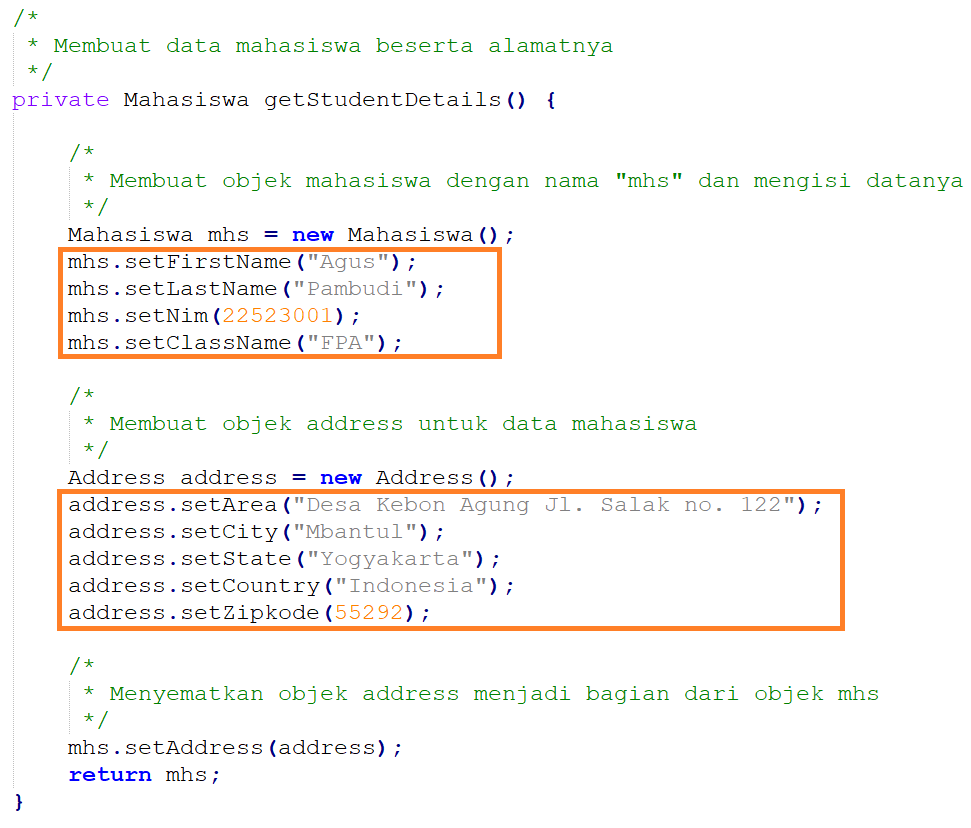 /*
 * Membuat data mahasiswa beserta alamatnya
 */
private Mahasiswa getStudentDetails() {
    /*
     * Membuat objek mahasiswa dengan nama "mhs" dan mengisi datanya
     */
    Mahasiswa mhs = new Mahasiswa();
    mhs.setFirstName("Agus");
    mhs.setLastName("Pambudi");
    mhs.setNim(22523001);
    mhs.setClassName("FPA");
    /*
     * Membuat objek address untuk data mahasiswa
     */
    Address address = new Address();
    address.setArea("Desa Kebon Agung Jl. Salak no. 122");
    address.setCity("Mbantul");
    address.setState("Yogyakarta");
    address.setCountry("Indonesia");
    address.setZipkode(55292);
    /*
     * Menyematkan objek address menjadi bagian dari objek mhs
     */
    mhs.setAddress(address);
    return mhs;
}